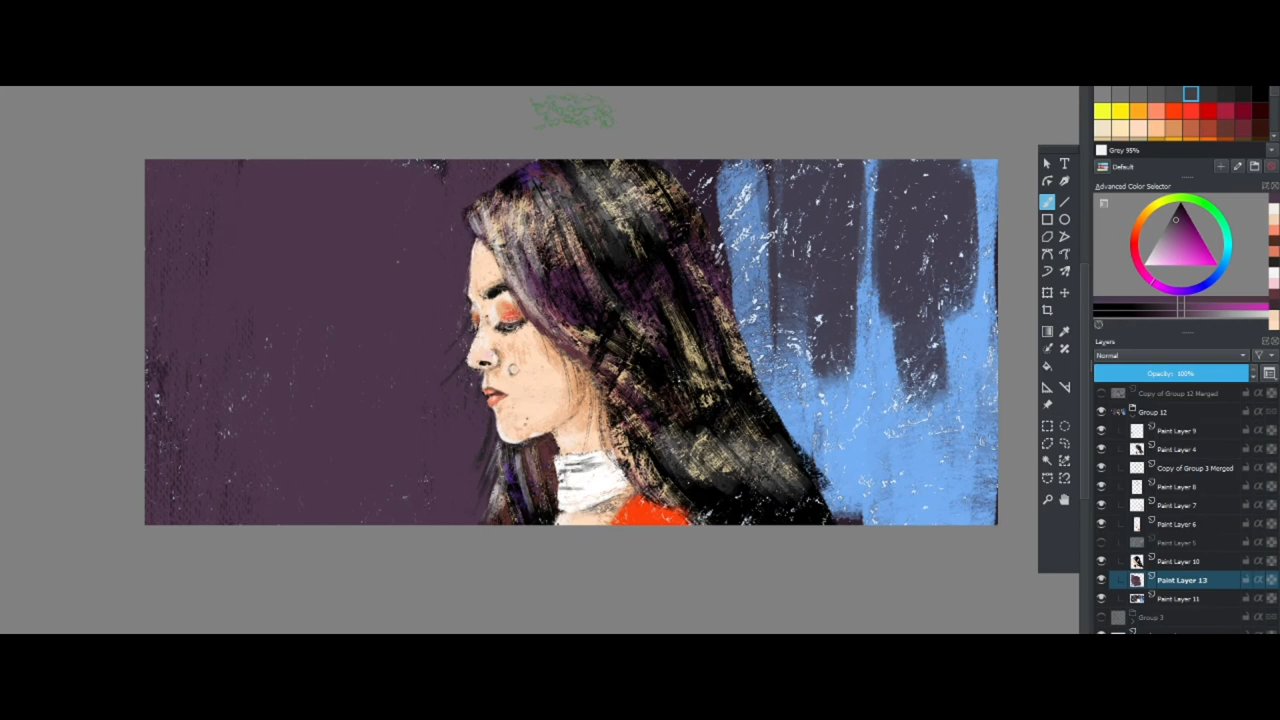 Grey 95%
Default
Advanced Color Selector
Layers
Normal
Opacity: 100%
Copy of Group 12 Merged
Group 12
Paint Layer 9
Paint Layer 4
Copy of Group 3 Merged
Paint Layer 8
Paint Layer 7
Paint Layer 6
Paint Layer 5
Paint Layer 10
Paint Layer 13
Paint Layer 11
Group 3